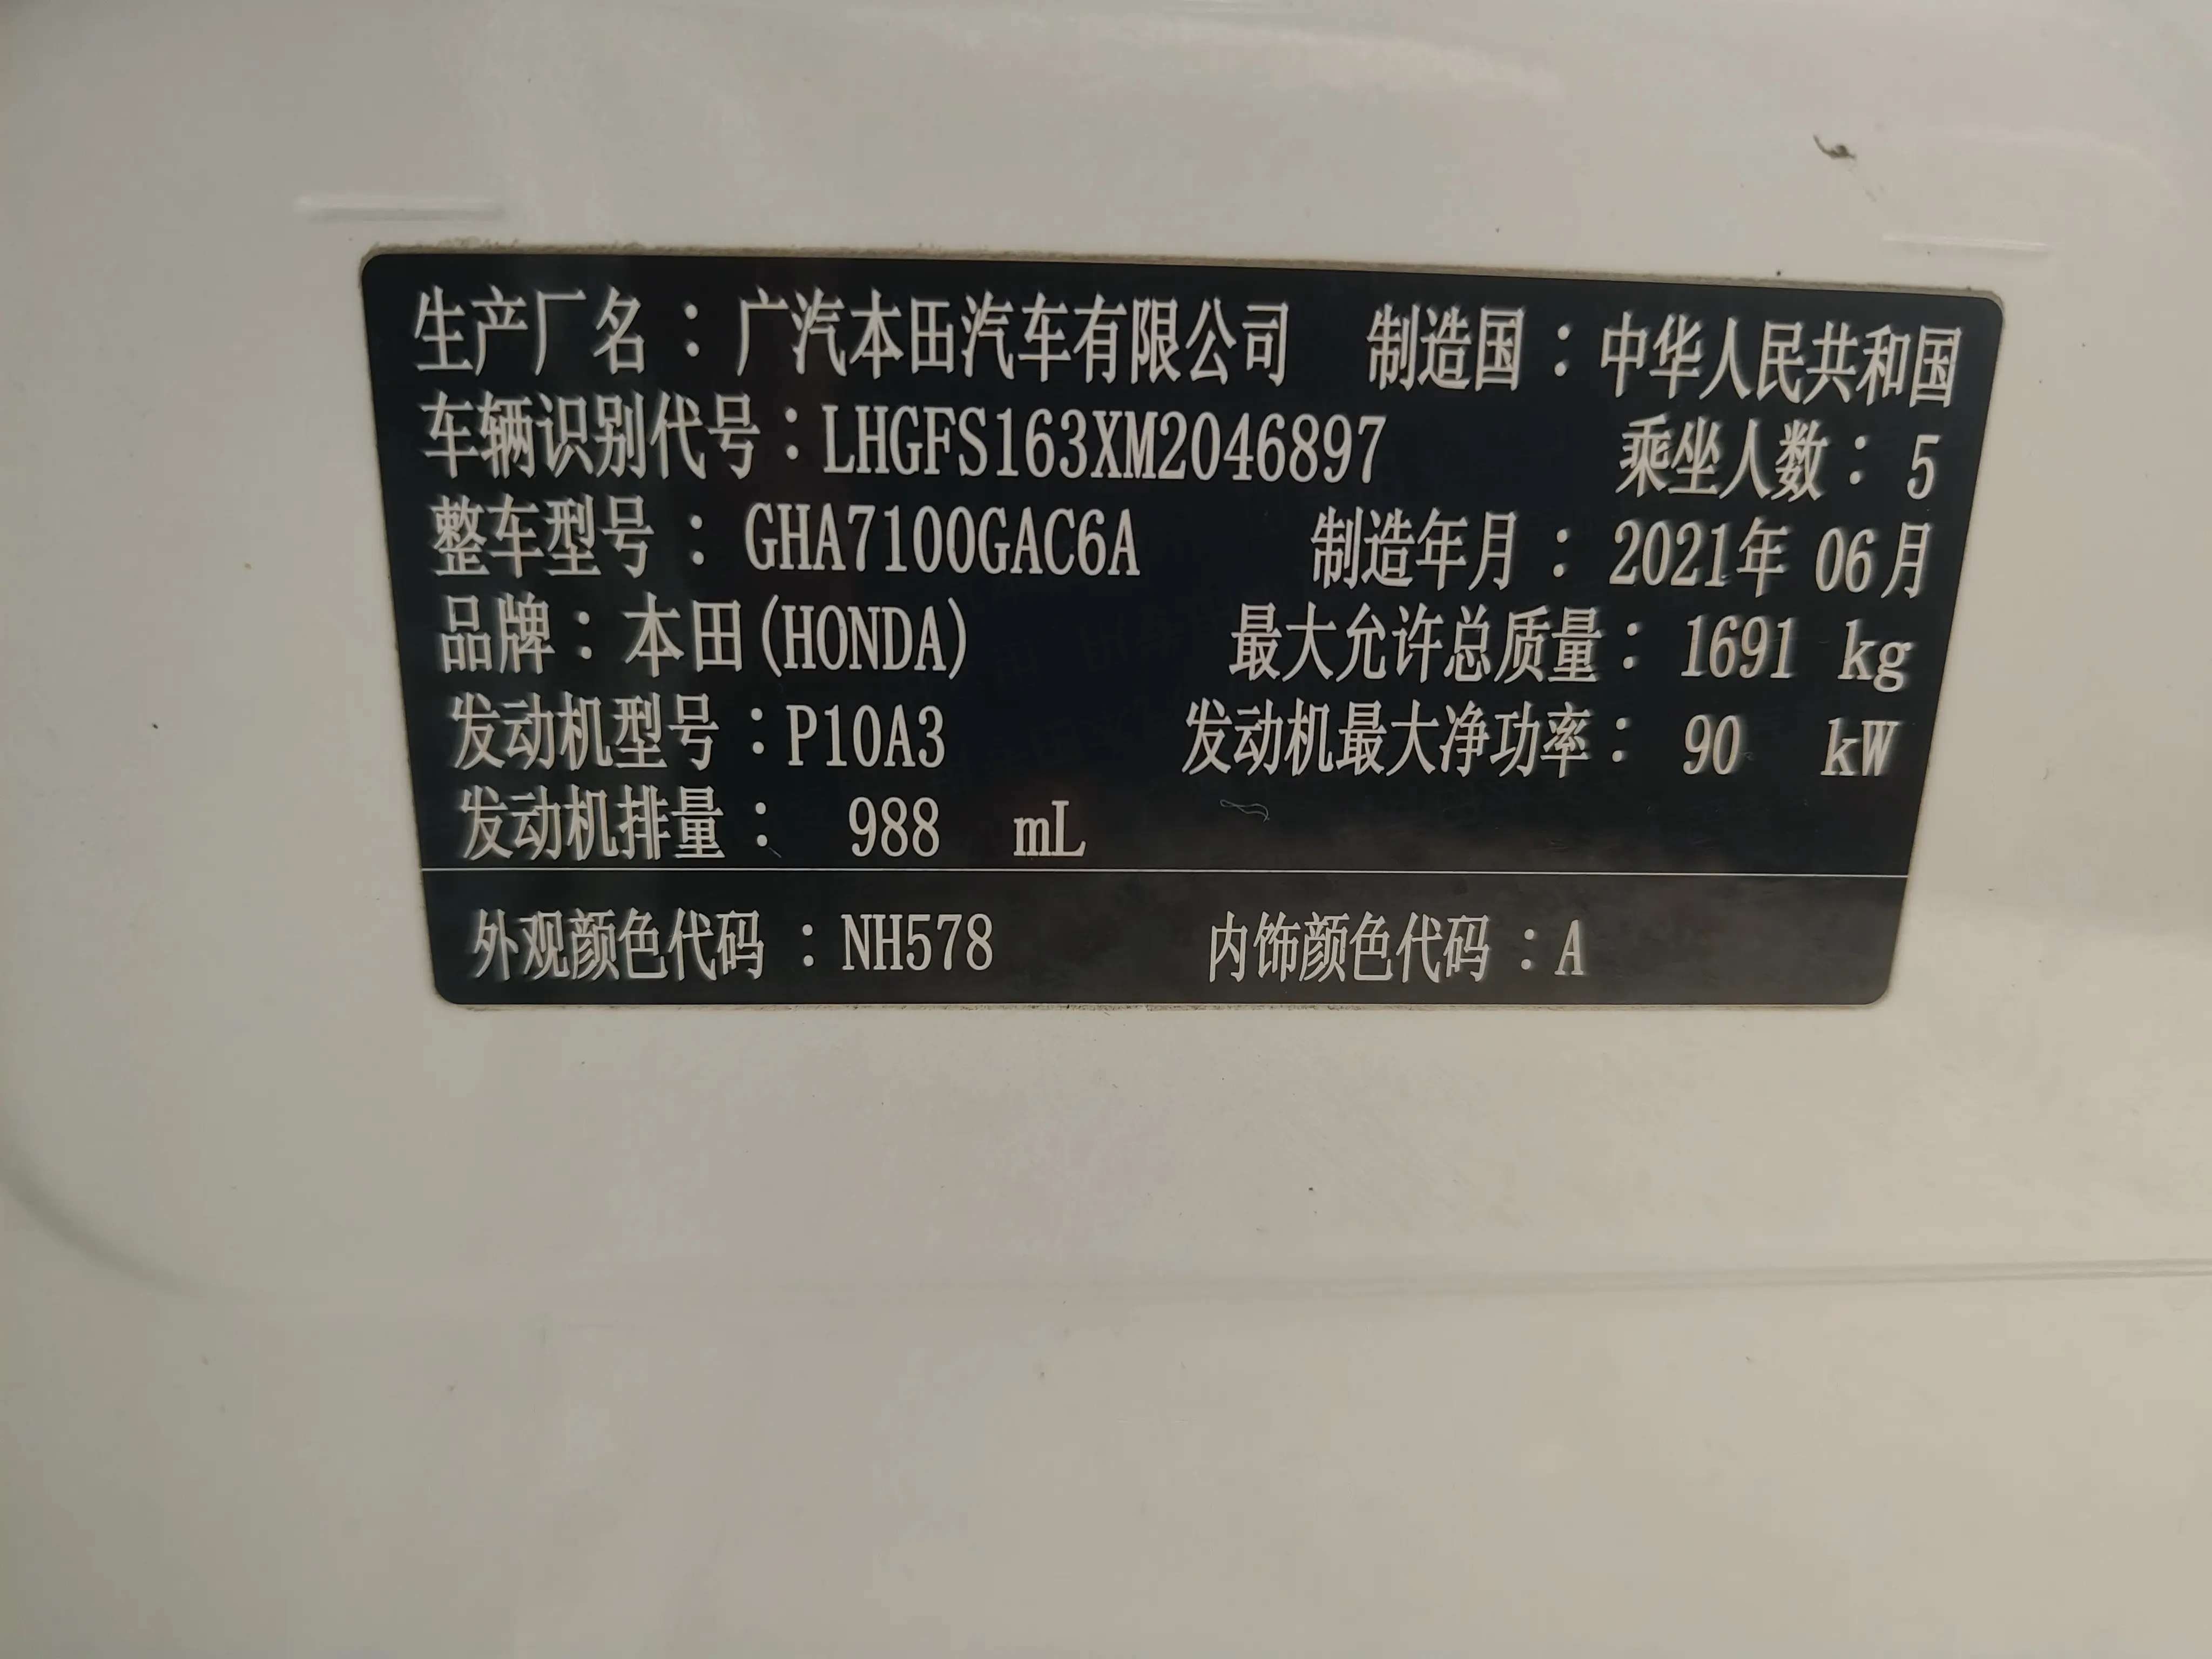 生产厂名：广汽本田汽车有限公司 制造国：中华人民共和国
车辆识别代号：LHGFS163XM2046897 乘坐人数：5
整车型号：GHA7100GAC6A 制造年月：2021年 06月
品牌：本田(HONDA) 最大允许总质量：1691 kg
发动机型号：P10A3 发动机最大净功率：90 kW
发动机排量：988 mL
外观颜色代码：NH578 内饰颜色代码：A